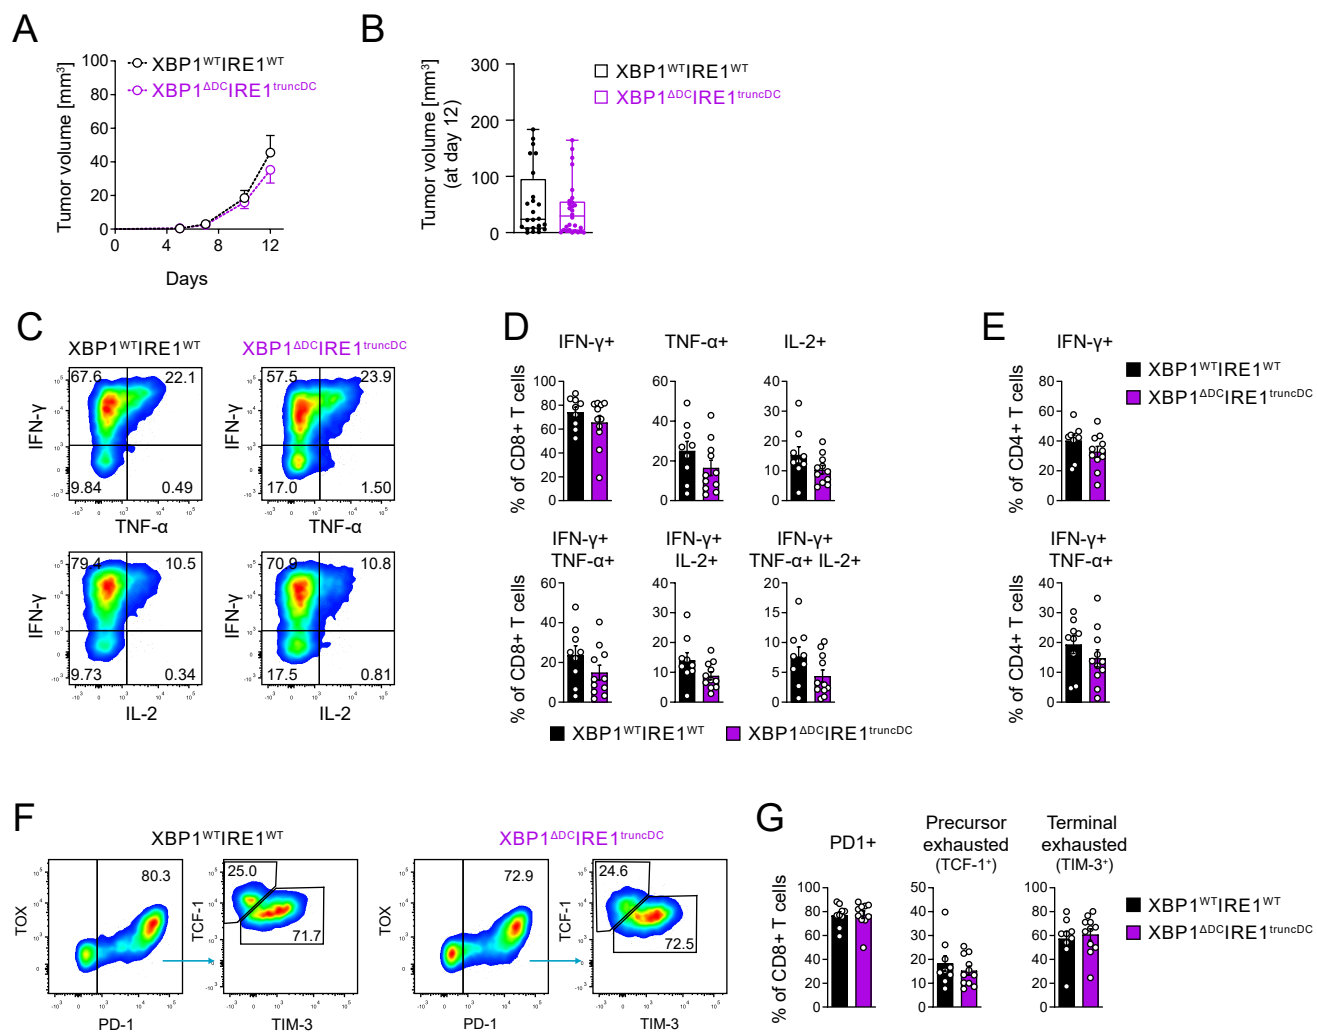 A
Tumor volume [mm³]
100
80
60
40
20
0
0
4
8
12
Days
XBP1ᵂᵀIRE1ᵂᵀ
XBP1ΔDCIRE1truncDC
B
Tumor volume [mm³]
(at day 12)
300
200
100
0
XBP1ᵂᵀIRE1ᵂᵀ
XBP1ΔDCIRE1truncDC
C
XBP1ᵂᵀIRE1ᵂᵀ
XBP1ΔDCIRE1truncDC
67.6
22.1
9.84
0.49
IFN-γ
TNF-α
57.5
23.9
17.0
1.50
IFN-γ
TNF-α
79.4
10.5
9.73
0.34
IFN-γ
IL-2
70.9
10.8
17.5
0.81
IFN-γ
IL-2
D
IFN-γ+
TNF-α+
IL-2+
% of CD8+ T cells
100
80
60
40
20
0
60
40
20
0
40
30
20
10
0
IFN-γ+
TNF-α+
IFN-γ+
IL-2+
IFN-γ+
TNF-α+ IL-2+
% of CD8+ T cells
60
40
20
0
40
30
20
10
0
20
15
10
5
0
XBP1ᵂᵀIRE1ᵂᵀ
XBP1ΔDCIRE1truncDC
E
IFN-γ+
% of CD4+ T cells
80
60
40
20
0
XBP1ᵂᵀIRE1ᵂᵀ
XBP1ΔDCIRE1truncDC
IFN-γ+
TNF-α+
% of CD4+ T cells
40
30
20
10
0
F
XBP1ᵂᵀIRE1ᵂᵀ
XBP1ΔDCIRE1truncDC
80.3
TOX
PD-1
25.0
71.7
TCF-1
TIM-3
72.9
TOX
PD-1
24.6
72.5
TCF-1
TIM-3
G
PD1+
Precursor
exhausted
(TCF-1⁺)
Terminal
exhausted
(TIM-3⁺)
% of CD8+ T cells
100
80
60
40
20
0
50
40
30
20
10
0
100
80
60
40
20
0
XBP1ᵂᵀIRE1ᵂᵀ
XBP1ΔDCIRE1truncDC